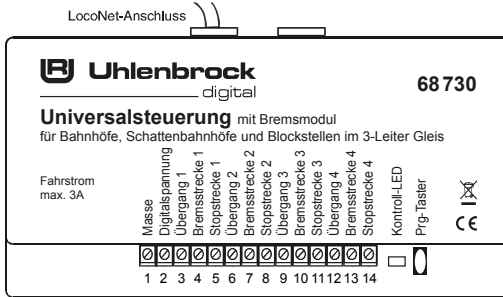 LocoNet-Anschluss
Uhlenbrock
digital
68 730
Universalsteuerung mit Bremsmodul
für Bahnhöfe, Schattenbahnhöfe und Blockstellen im 3-Leiter Gleis
Fahrstrom
max. 3A
Masse
Digitalspannung
Übergang 1
Bremsstrecke 1
Stopstrecke 1
Übergang 2
Bremsstrecke 2
Stopstrecke 2
Übergang 3
Bremsstrecke 3
Stopstrecke 3
Übergang 4
Bremsstrecke 4
Stopstrecke 4
Kontroll-LED
Prg-Taster
CE
1 2 3 4 5 6 7 8 9 10 11 12 13 14